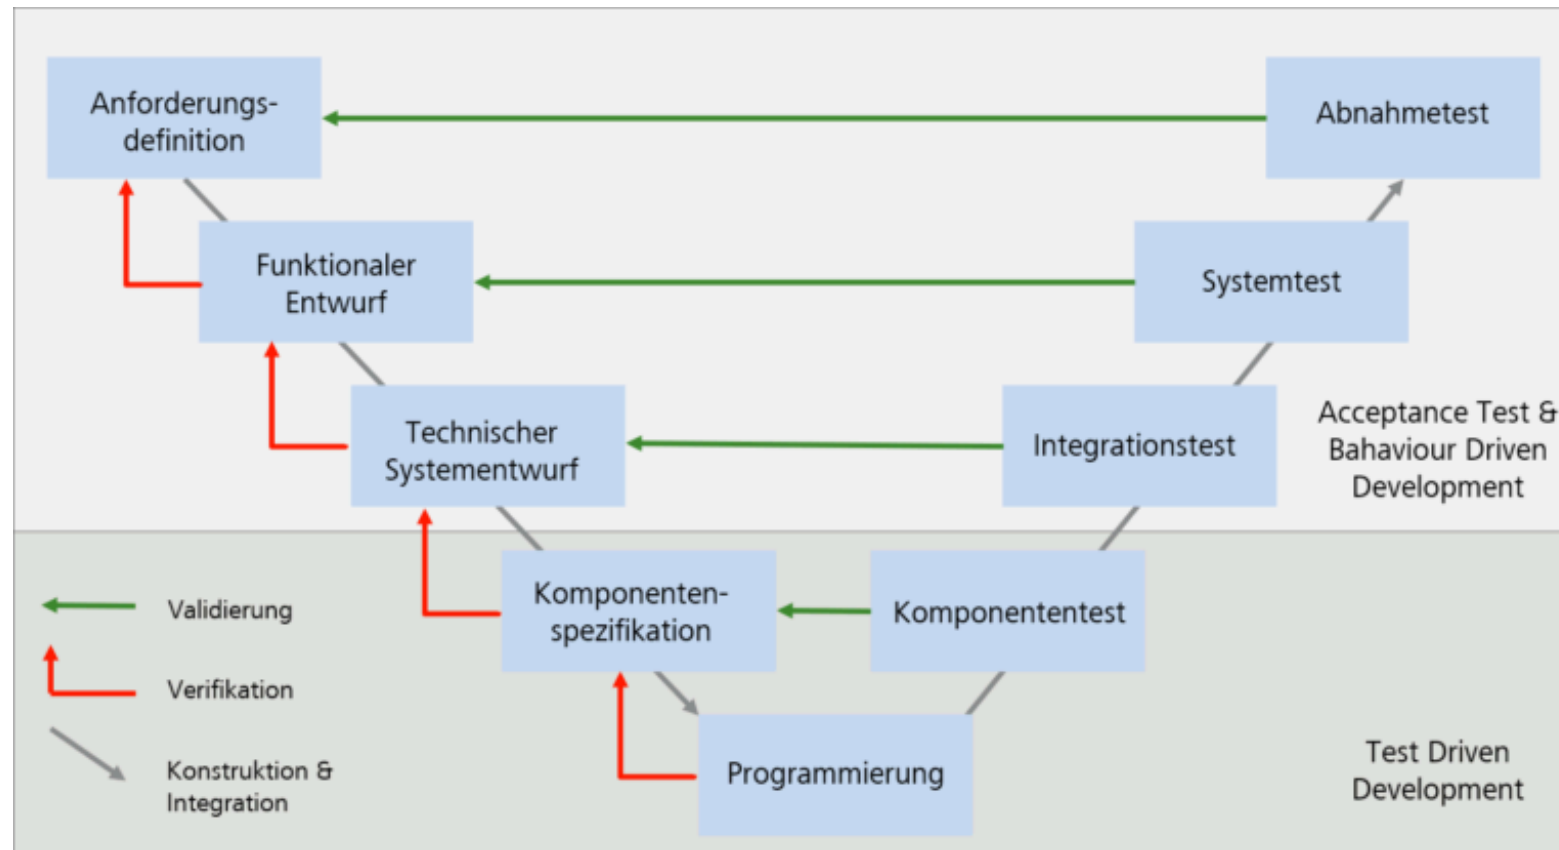 Anforderungs-
definition
Abnahmetest
Funktionaler
Entwurf
Systemtest
Technischer
Systementwurf
Integrationstest
Acceptance Test &
Bahaviour Driven
Development
Komponenten-
spezifikation
Komponententest
Validierung
Verifikation
Konstruktion &
Integration
Programmierung
Test Driven
Development